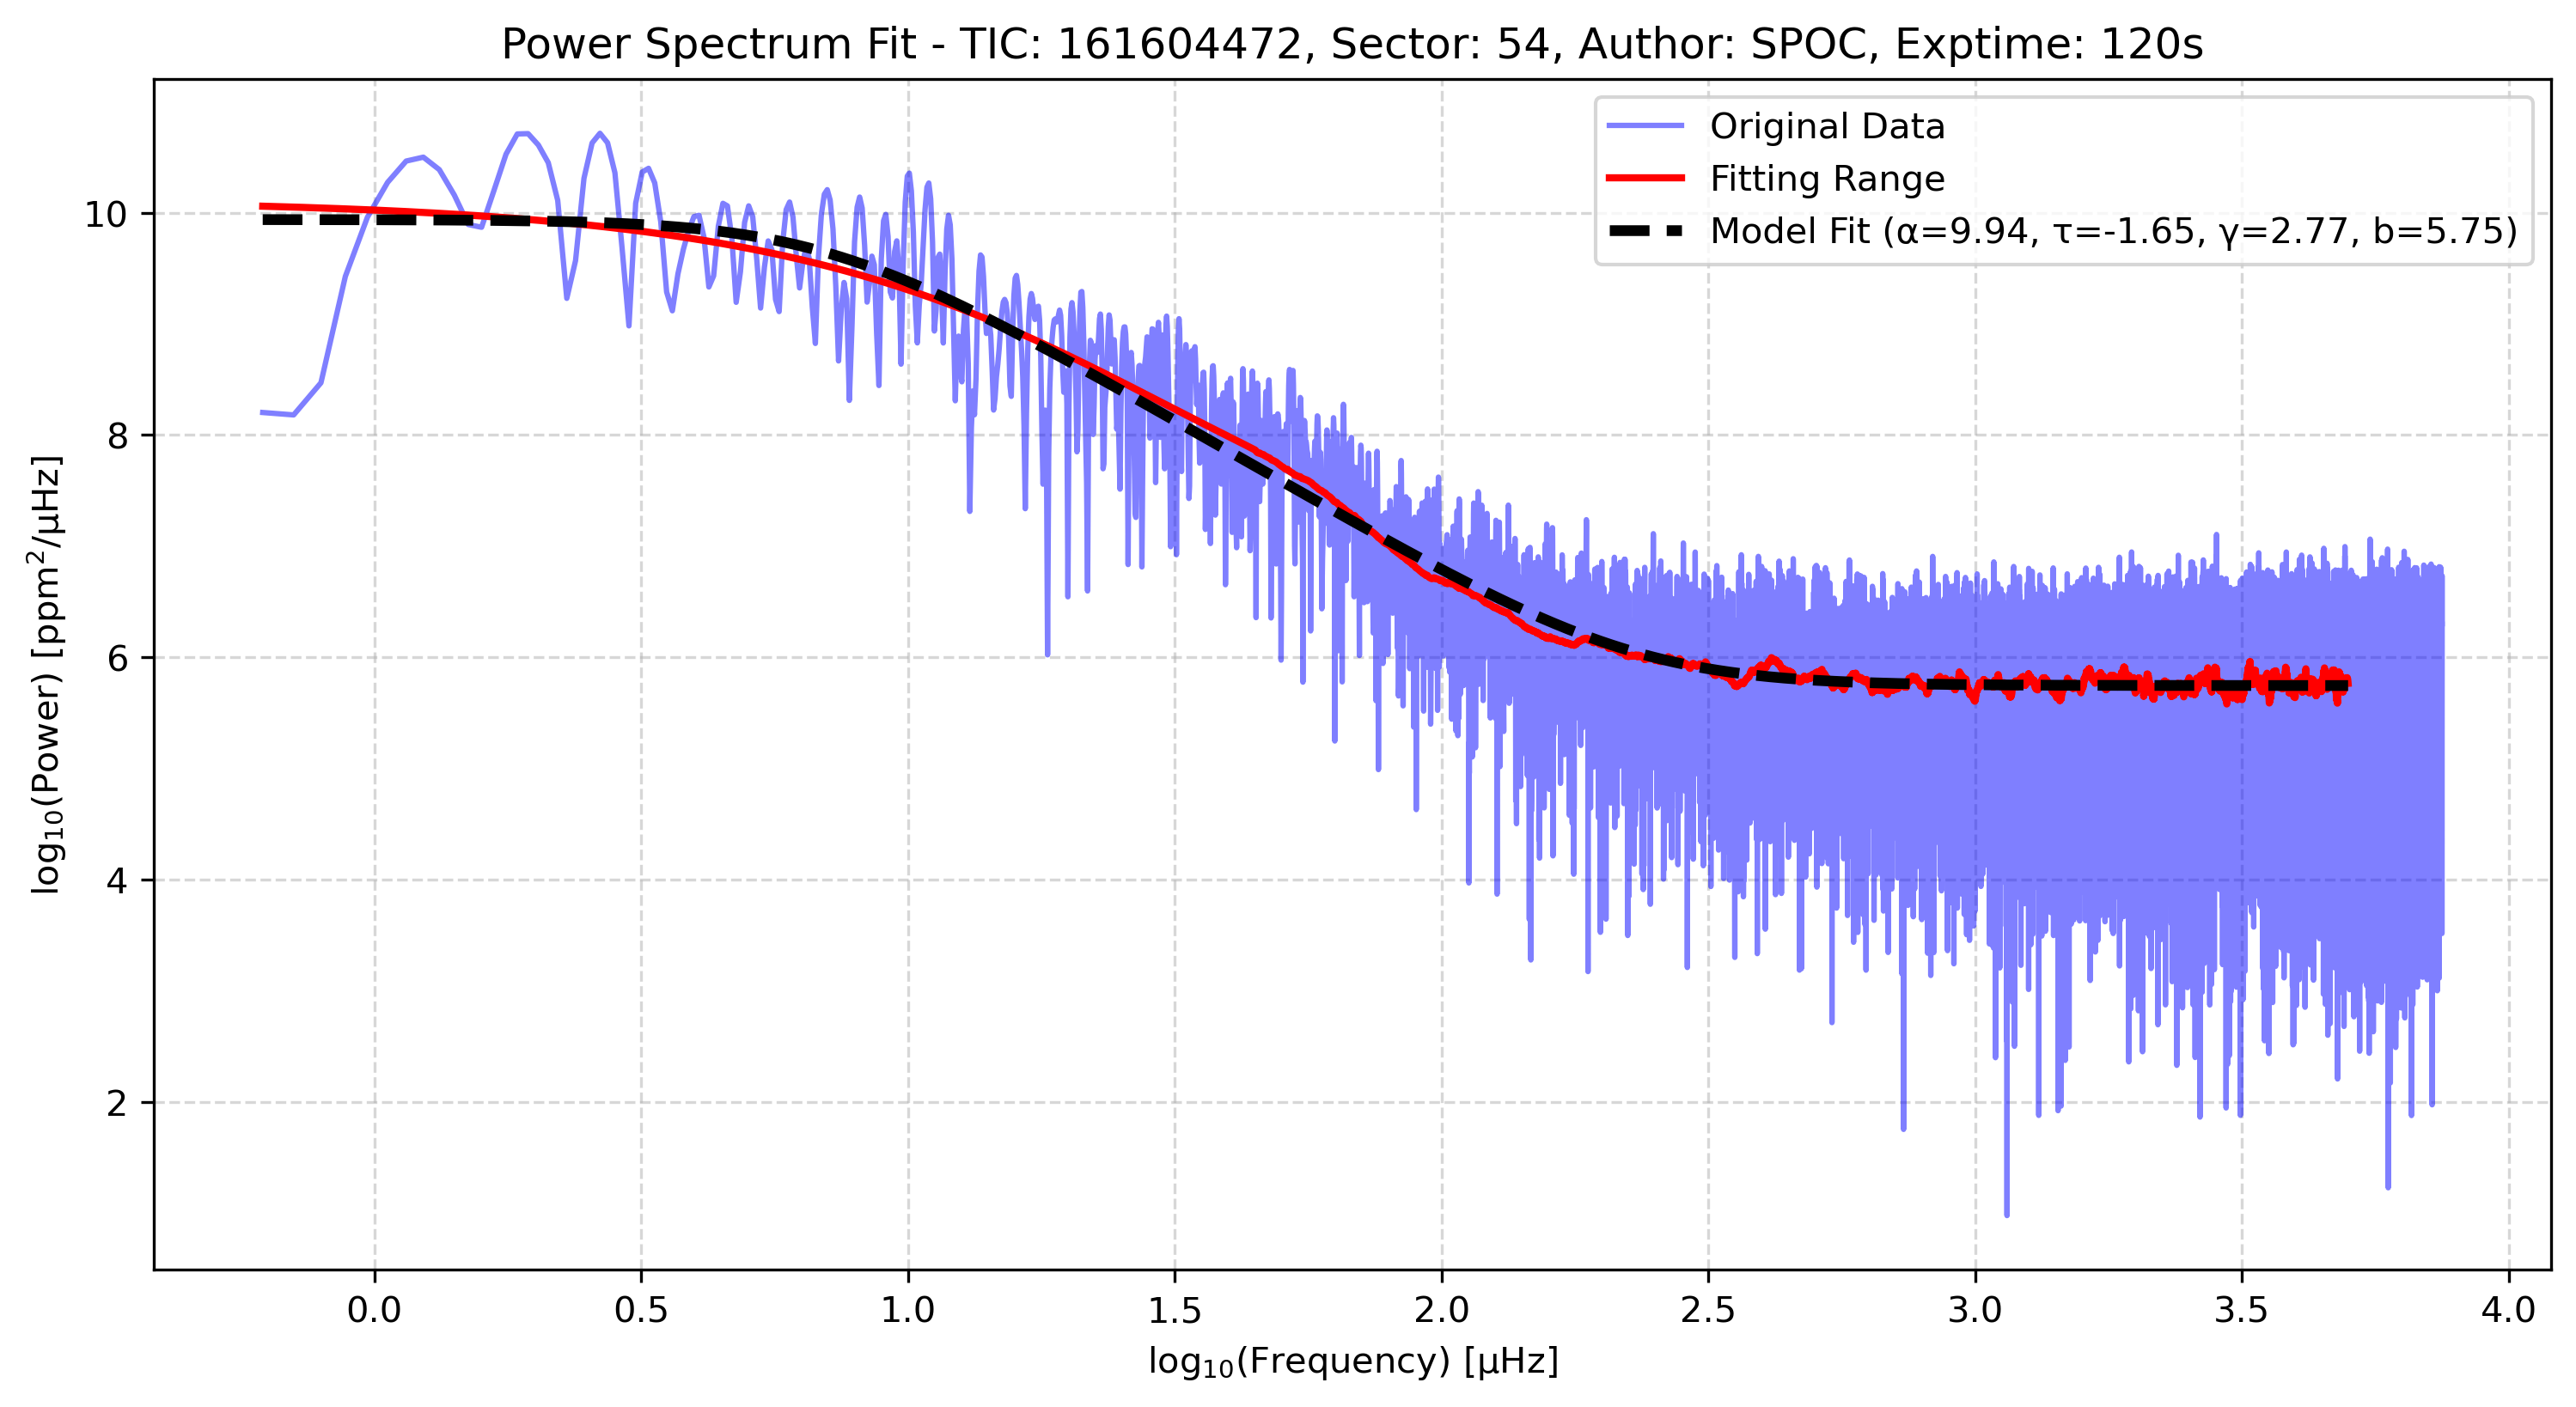 Power Spectrum Fit - TIC: 161604472, Sector: 54, Author: SPOC, Exptime: 120s
Original Data
Fitting Range
Model Fit (α=9.94, τ=-1.65, γ=2.77, b=5.75)
log₁₀(Power) [ppm²/μHz]
10
8
6
4
2
0.0 0.5 1.0 1.5 2.0 2.5 3.0 3.5 4.0
log₁₀(Frequency) [μHz]